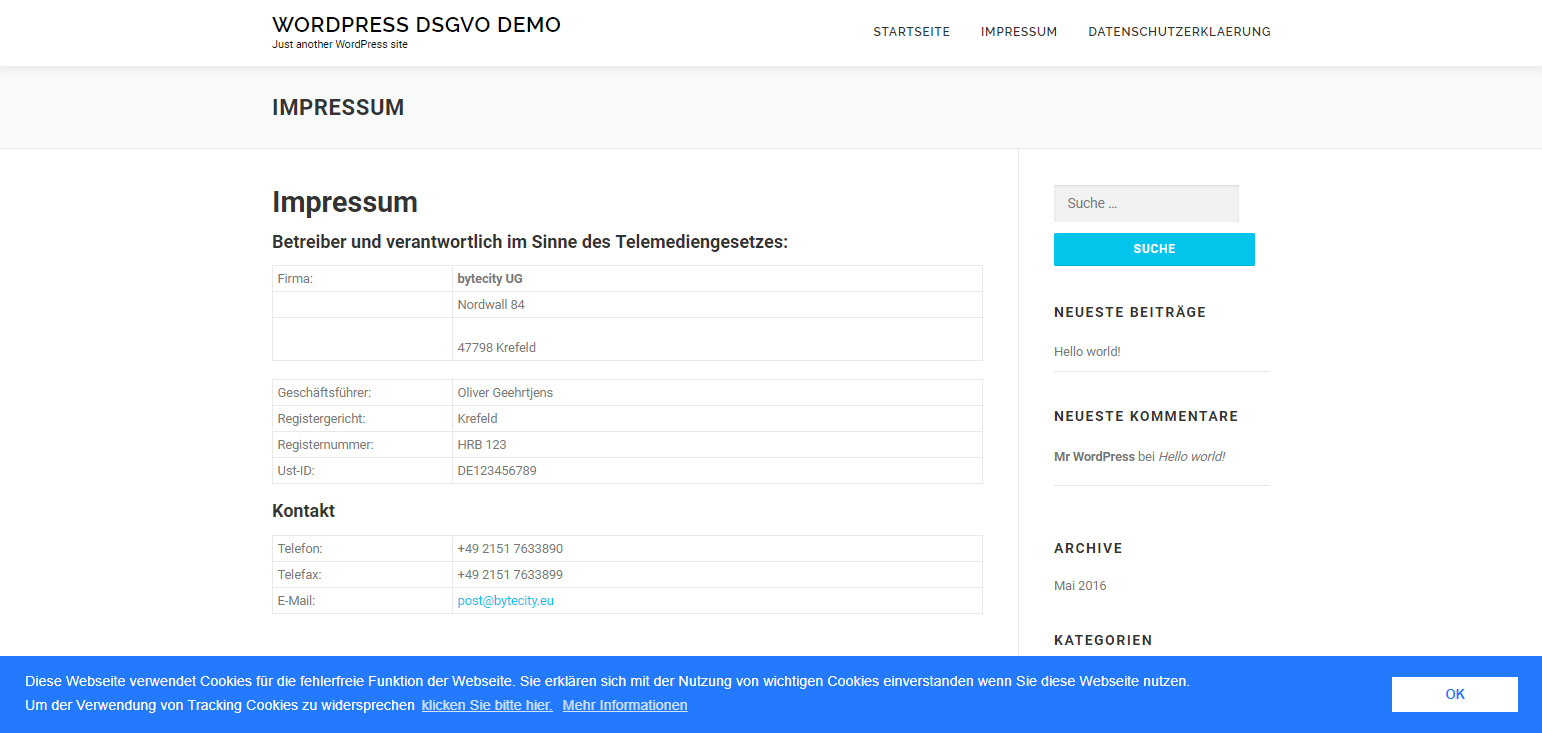 WORDPRESS DSGVO DEMO
Just another WordPress site
STARTSEITE IMPRESSUM DATENSCHUTZERKLAERUNG
IMPRESSUM
Impressum
Betreiber und verantwortlich im Sinne des Telemediengesetzes:
Firma: bytecity UG
Nordwall 84
47798 Krefeld
Geschäftsführer: Oliver Geehrtjens
Registergericht: Krefeld
Registernummer: HRB 123
Ust-ID: DE123456789
Kontakt
Telefon: +49 2151 7633890
Telefax: +49 2151 7633899
E-Mail: post@bytecity.eu
Suche …
SUCHE
NEUESTE BEITRÄGE
Hello world!
NEUESTE KOMMENTARE
Mr WordPress bei Hello world!
ARCHIVE
Mai 2016
KATEGORIEN
Diese Webseite verwendet Cookies für die fehlerfreie Funktion der Webseite. Sie erklären sich mit der Nutzung von wichtigen Cookies einverstanden wenn Sie diese Webseite nutzen.
Um der Verwendung von Tracking Cookies zu widersprechen klicken Sie bitte hier. Mehr Informationen
OK